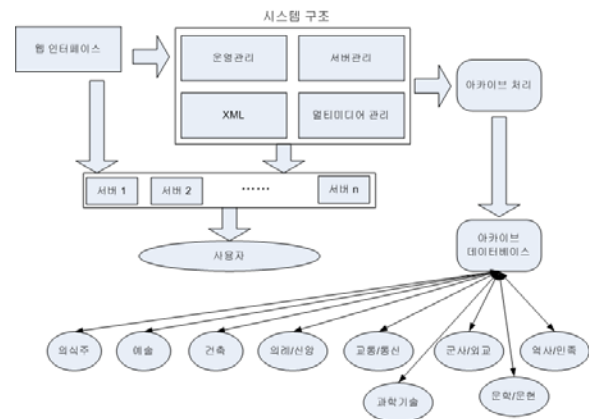 시스템 구조
웹 인터페이스
운영관리
서버관리
XML
멀티미디어 관리
아카이브 처리
서버 1
서버 2
······
서버 n
사용자
아카이브
데이터베이스
의식주
예술
건축
의례/신앙
교통/통신
군사/외교
역사/민족
과학기술
문학/문헌